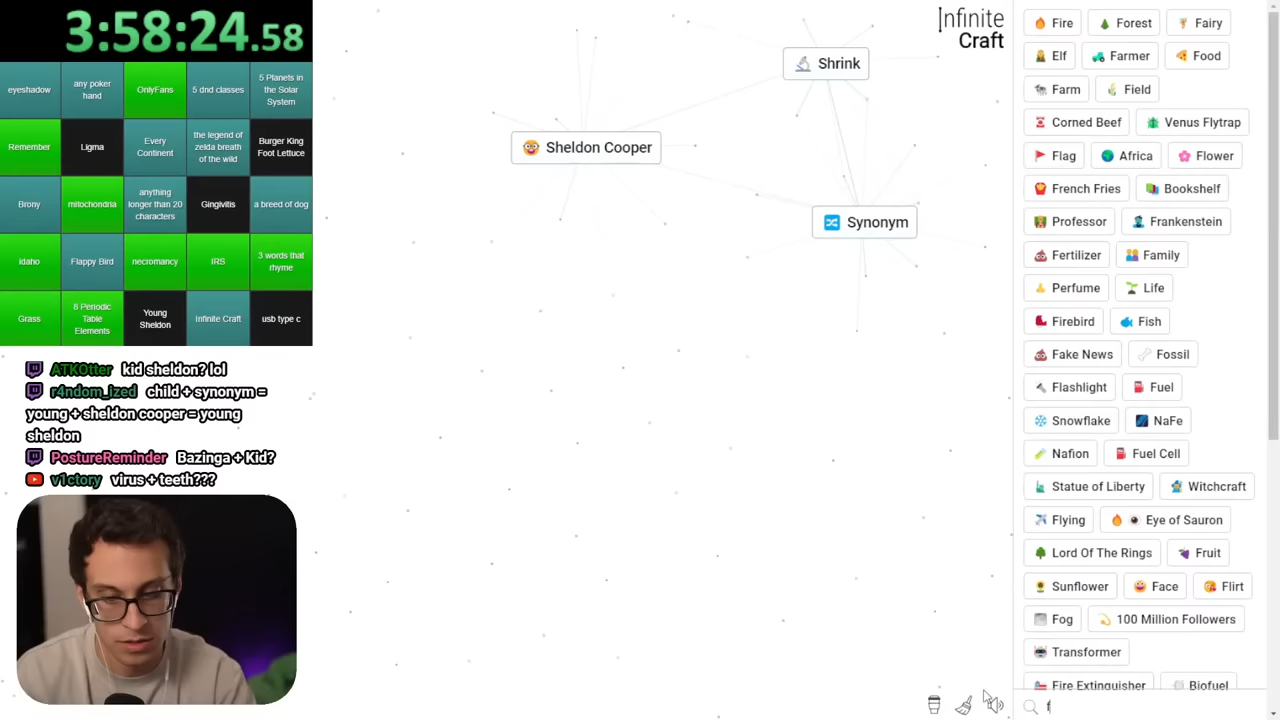 3:58:24.58
eyeshadow
any poker
hand
OnlyFans
5 dnd classes
5 Planets in
the Solar
System
Remember
Ligma
Every
Continent
the legend of
zelda breath
of the wild
Burger King
Foot Lettuce
Brony
mitochondria
anything
longer than 20
characters
Gingivitis
a breed of dog
idaho
Flappy Bird
necromancy
IRS
3 words that
rhyme
Grass
8 Periodic
Table
Elements
Young
Sheldon
Infinite Craft
usb type c
ATKOtter kid sheldon? lol
r4ndom_ized child + synonym =
young + sheldon cooper = young
sheldon
PostureReminder Bazinga + Kid?
v1ctory virus + teeth???
Infinite
Craft
Shrink
Sheldon Cooper
Synonym
Fire Forest Fairy
Elf Farmer Food
Farm Field
Corned Beef Venus Flytrap
Flag Africa Flower
French Fries Bookshelf
Professor Frankenstein
Fertilizer Family
Perfume Life
Firebird Fish
Fake News Fossil
Flashlight Fuel
Snowflake NaFe
Nafion Fuel Cell
Statue of Liberty Witchcraft
Flying Eye of Sauron
Lord Of The Rings Fruit
Sunflower Face Flirt
Fog 100 Million Followers
Transformer
Fire Extinguisher Biofuel
f